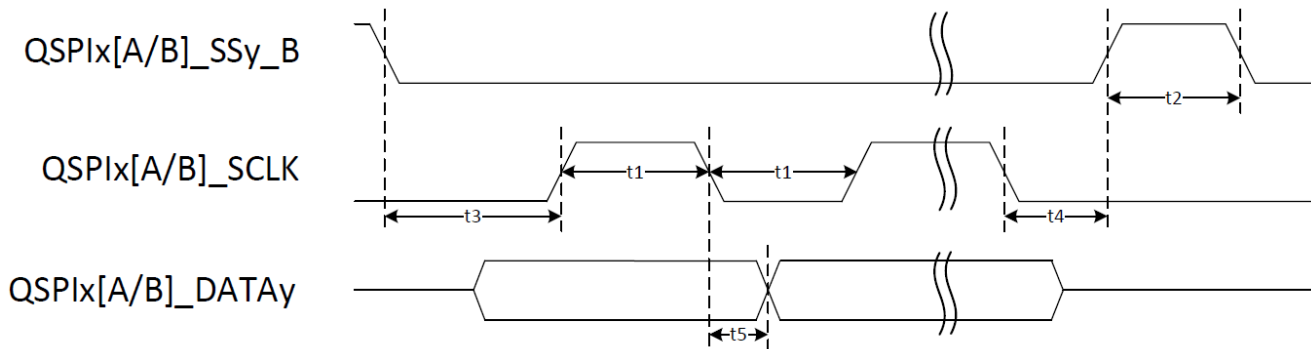 QSPIx[A/B]_SSy_B
t2
QSPIx[A/B]_SCLK
t1
t1
t3
t4
QSPIx[A/B]_DATAy
t5